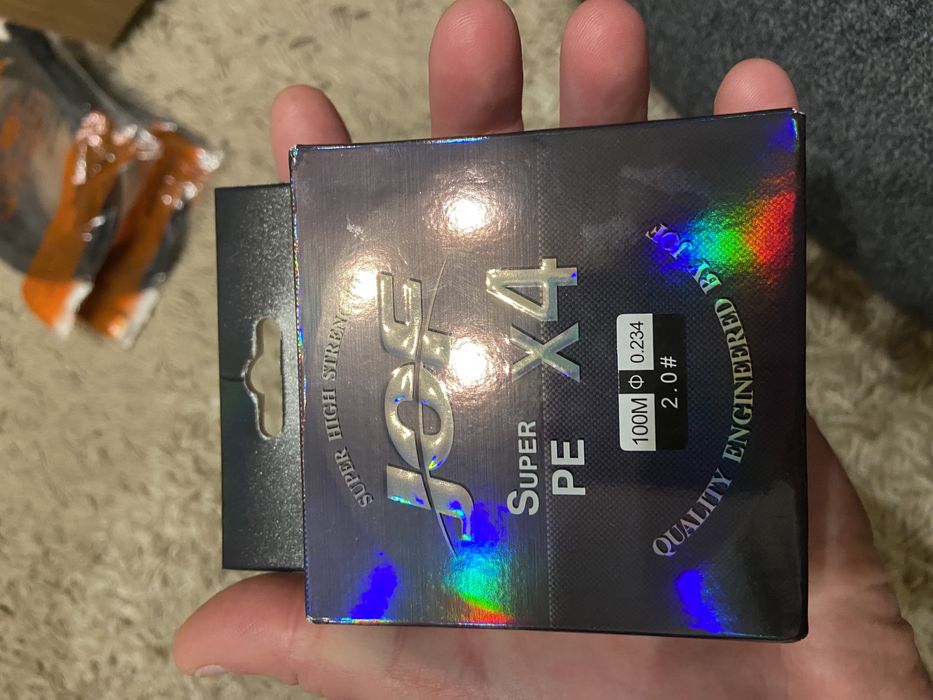 SUPER HIGH STRENG
JOF
SUPER
PE X4
100M Φ 0.234
2.0#
QUALITY ENGINEERED BY JOF